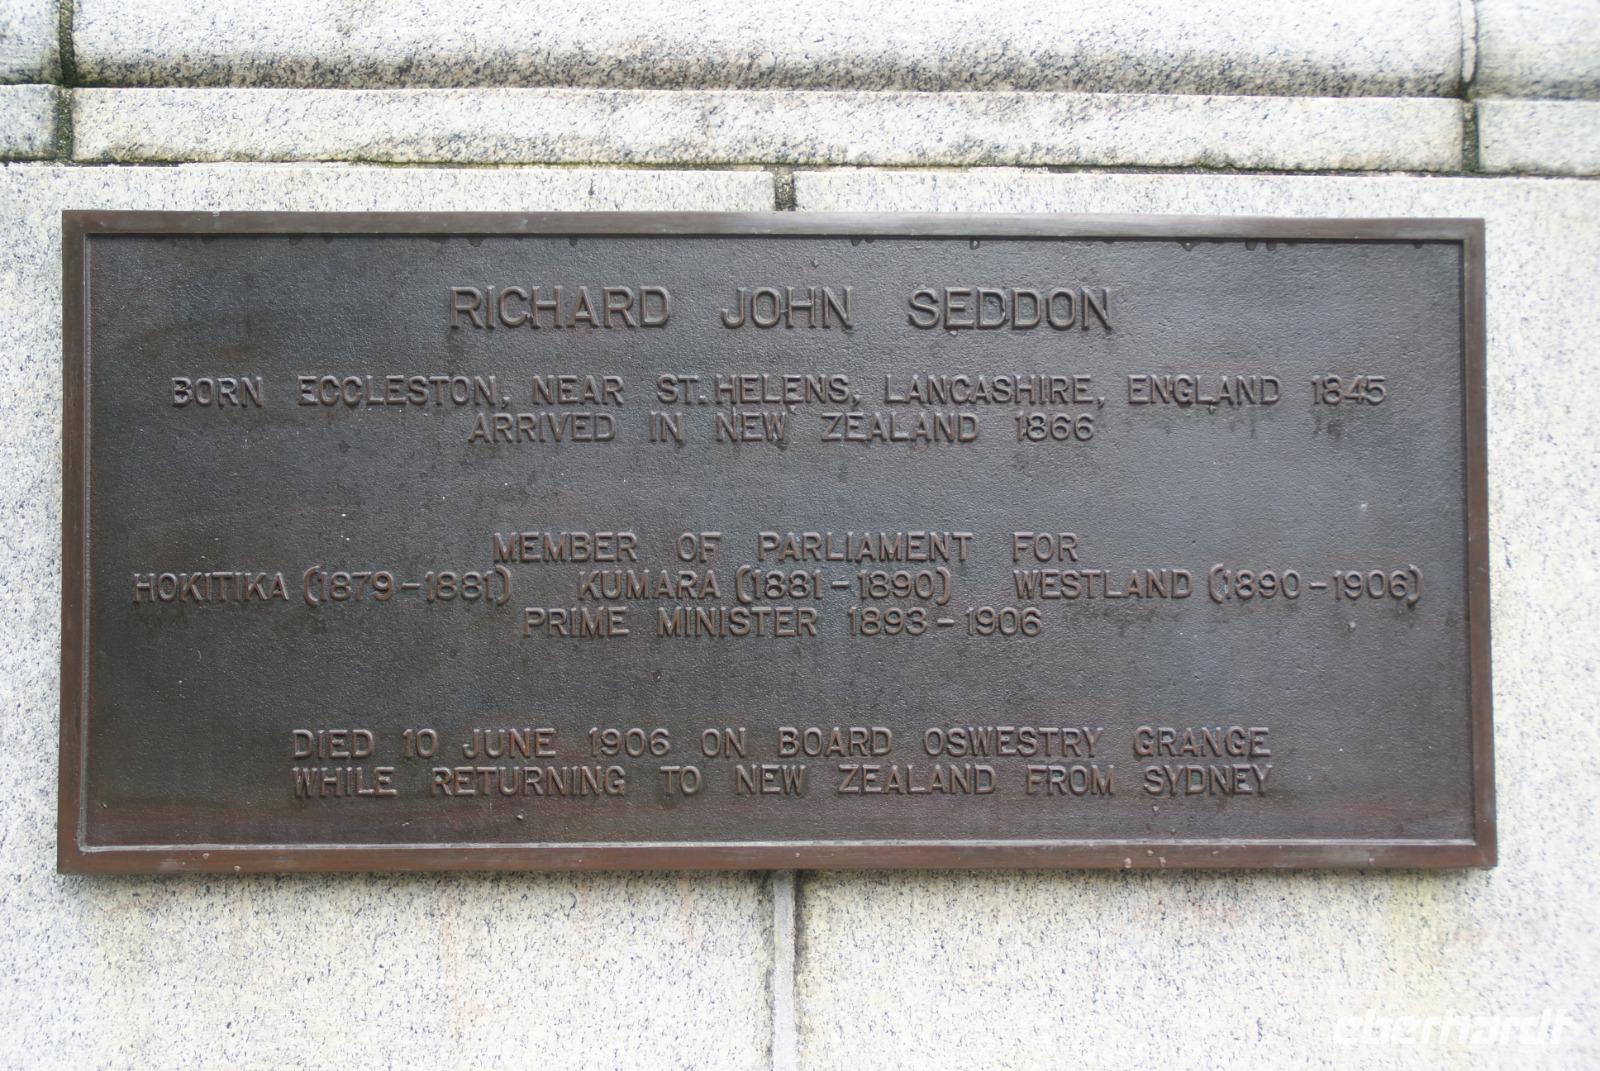 RICHARD JOHN SEDDON
BORN ECCLESTON, NEAR ST. HELENS, LANCASHIRE, ENGLAND 1845
ARRIVED IN NEW ZEALAND 1866
MEMBER OF PARLIAMENT FOR
HOKITIKA (1879-1881) KUMARA (1881-1890) WESTLAND (1890-1906)
PRIME MINISTER 1893-1906
DIED 10 JUNE 1906 ON BOARD OSWESTRY GRANGE
WHILE RETURNING TO NEW ZEALAND FROM SYDNEY
eberhardt